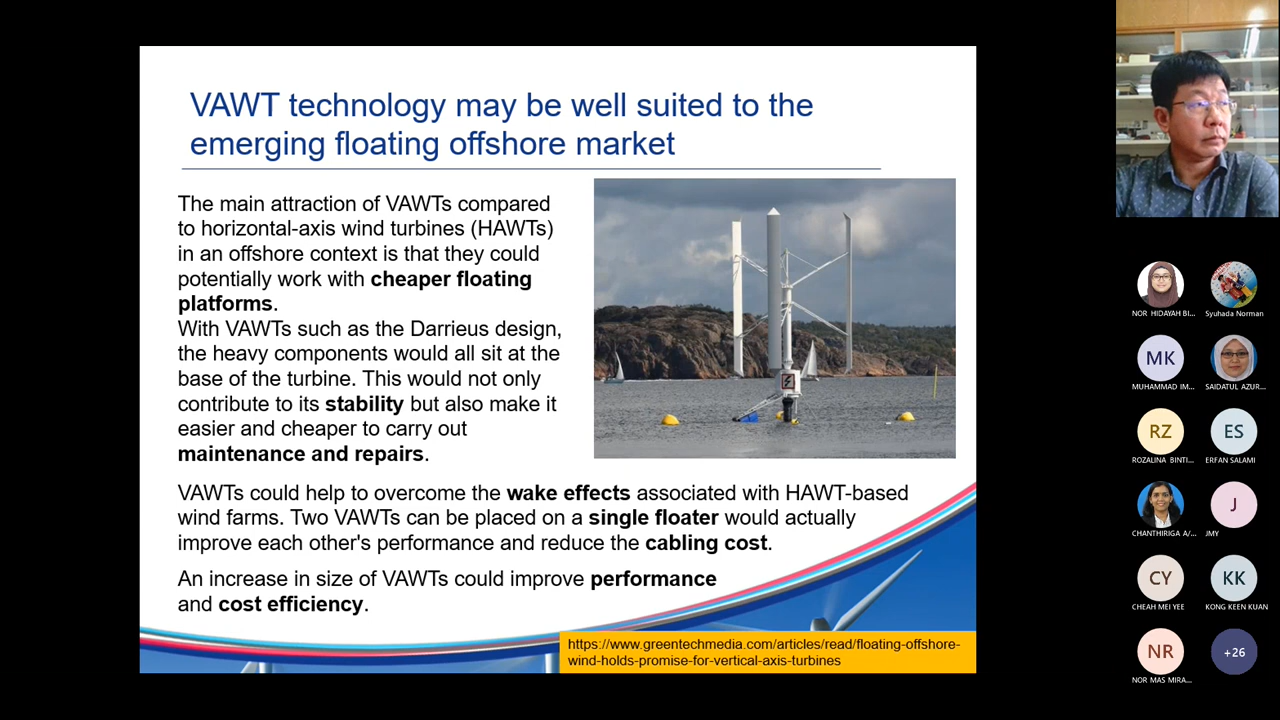 VAWT technology may be well suited to the
emerging floating offshore market
The main attraction of VAWTs compared
to horizontal-axis wind turbines (HAWTs)
in an offshore context is that they could
potentially work with cheaper floating
platforms.
With VAWTs such as the Darrieus design,
the heavy components would all sit at the
base of the turbine. This would not only
contribute to its stability but also make it
easier and cheaper to carry out
maintenance and repairs.
VAWTs could help to overcome the wake effects associated with HAWT-based
wind farms. Two VAWTs can be placed on a single floater would actually
improve each other's performance and reduce the cabling cost.
An increase in size of VAWTs could improve performance
and cost efficiency.
https://www.greentechmedia.com/articles/read/floating-offshore-
wind-holds-promise-for-vertical-axis-turbines
NOR HIDAYAH BI...
Syuhada Norman
MK
MUHAMMAD IM...
SAIDATUL AZUR...
RZ
ROZALINA BINTI...
ES
ERFAN SALAMI
CHANTHIRIGA A/...
J
JMY
CY
CHEAH MEI YEE
KK
KONG KEEN KUAN
NR
NOR MAS MIRA...
+26